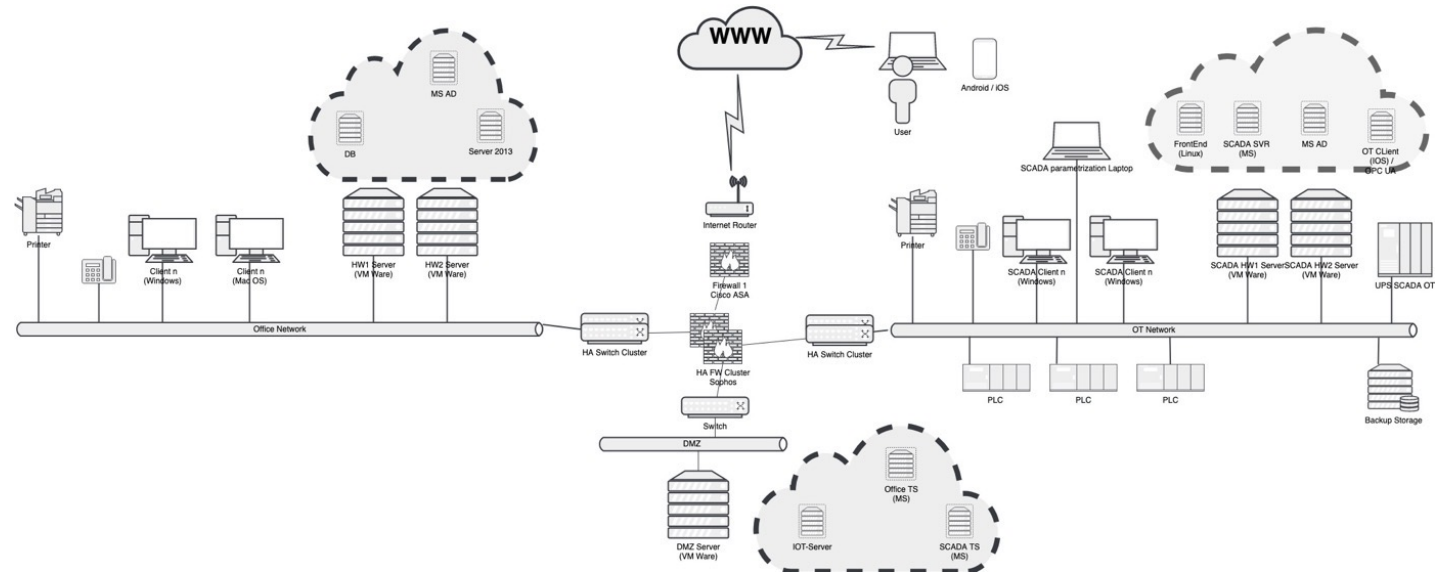 WWW
MS AD
DB
Server 2013
Android / iOS
User
FrontEnd
(Linux)
SCADA SVR
(MS)
MS AD
OT CLient
(IOS) /
OPC UA
SCADA parametrization Laptop
Printer
Client n
(Windows)
Client n
(Mac OS)
HW1 Server
(VM Ware)
HW2 Server
(VM Ware)
Internet Router
Printer
SCADA Client n
(Windows)
SCADA Client n
(Windows)
SCADA HW1 Server
(VM Ware)
SCADA HW2 Server
(VM Ware)
UPS SCADA OT
Firewall 1
Cisco ASA
Office Network
OT Network
HA Switch Cluster
HA FW Cluster
Sophos
HA Switch Cluster
PLC
PLC
PLC
Backup Storage
Switch
DMZ
Office TS
(MS)
DMZ Server
(VM Ware)
IOT-Server
SCADA TS
(MS)